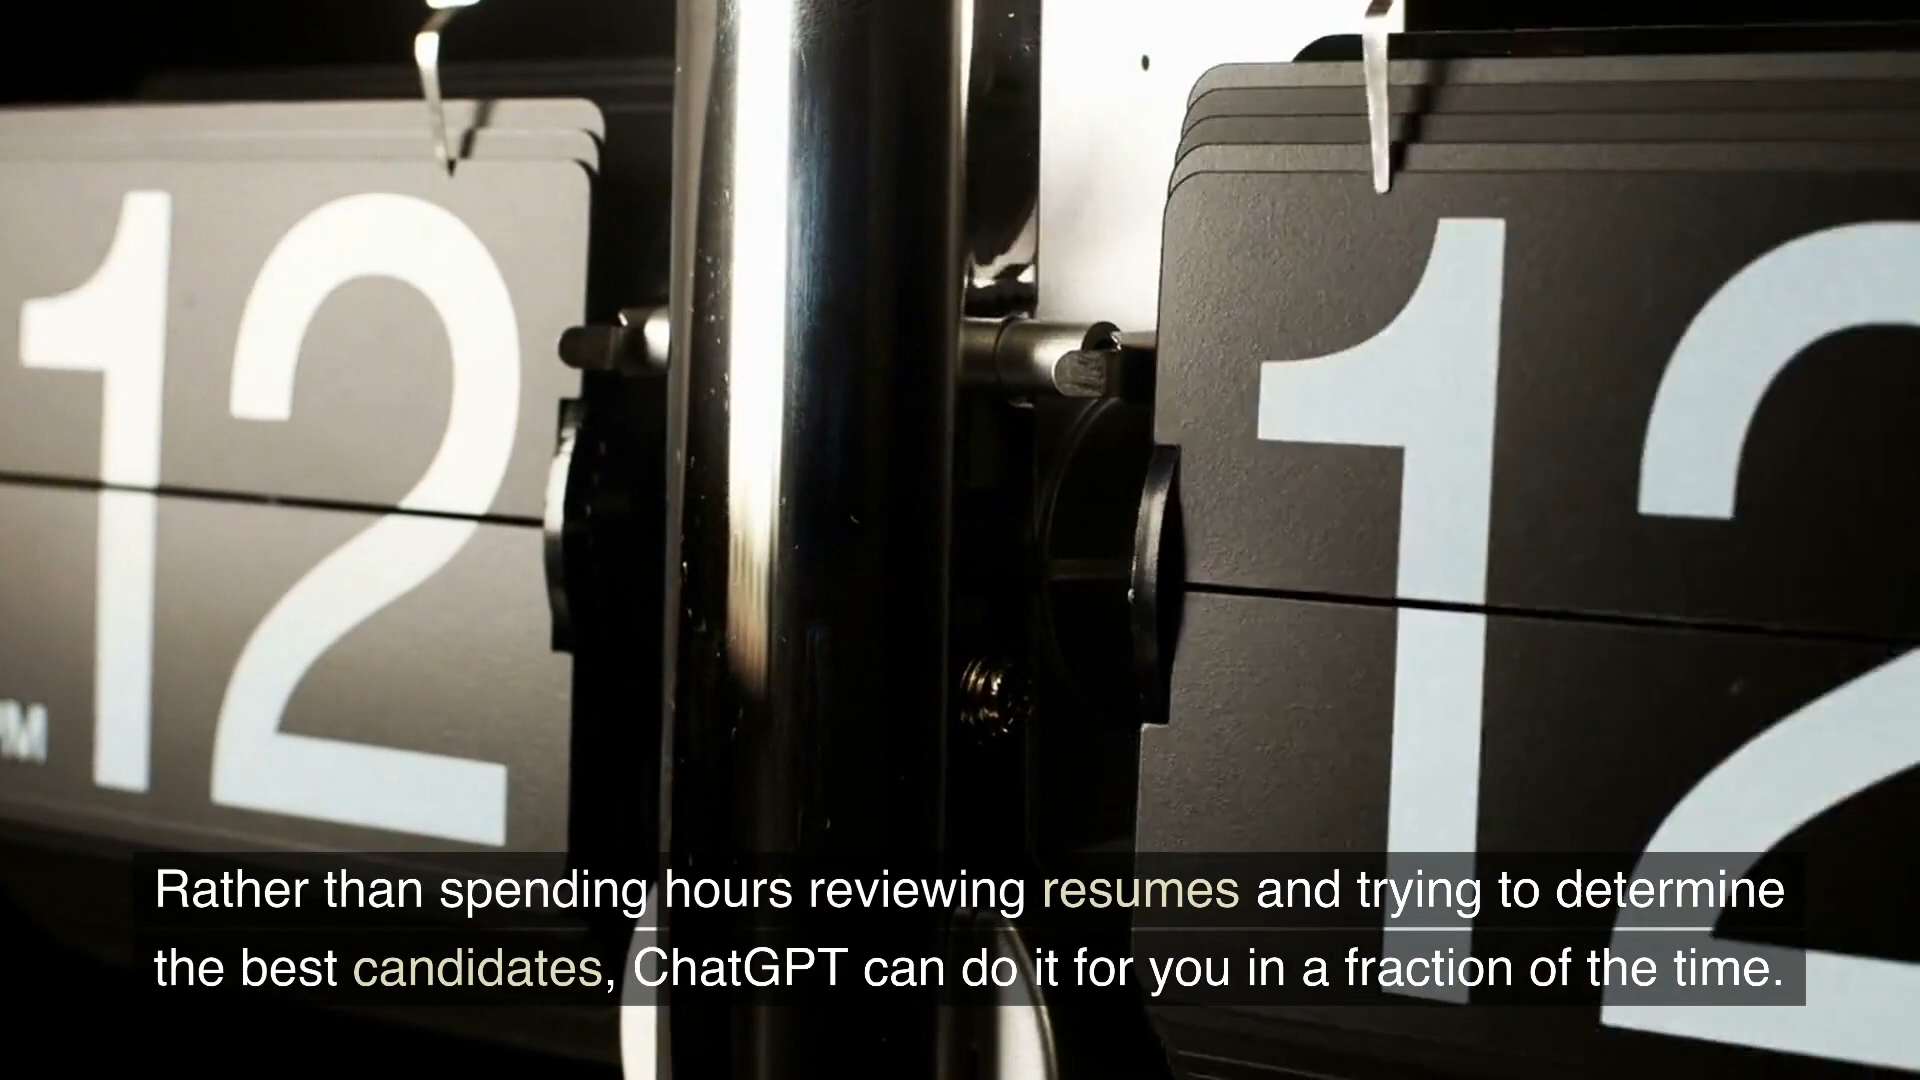 12
12
PM
Rather than spending hours reviewing resumes and trying to determine
the best candidates, ChatGPT can do it for you in a fraction of the time.